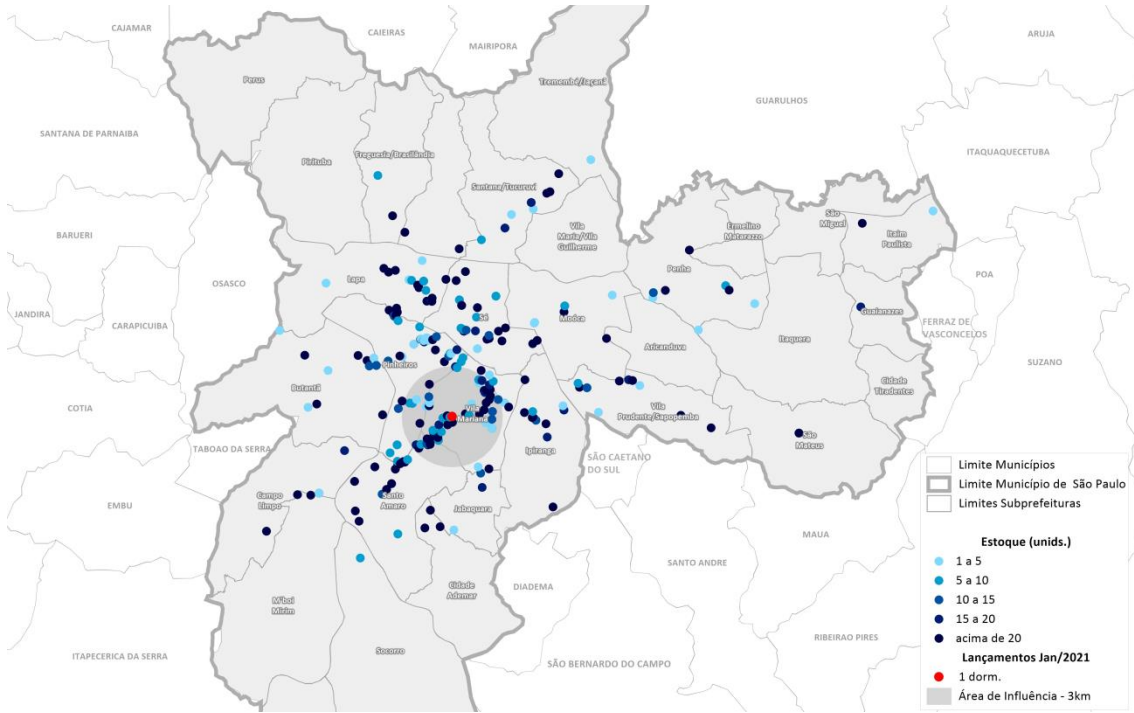 CAJAMAR
CAIEIRAS
MAIRIPORA
ARUJA
Perus
Tremembé/Jaçanã
GUARULHOS
SANTANA DE PARNAIBA
Pirituba
Freguesia/Brasilândia
ITAQUAQUECETUBA
Santana/Tucuruvi
BARUERI
Vila
Maria/Vila
Guilherme
Ermelino
Matarazzo
São
Miguel
Itaim
Paulista
OSASCO
Lapa
Penha
POA
JANDIRA
CARAPICUIBA
Sé
Moóca
Guaianazes
FERRAZ DE
VASCONCELOS
Aricanduva
Itaquera
SUZANO
Pinheiros
Butantã
Cidade
Tiradentes
COTIA
Vila
Mariana
Vila
Prudente/Sapopemba
São
Mateus
TABOAO DA SERRA
Ipiranga
SÃO CAETANO
DO SUL
EMBU
Campo
Limpo
Santo
Amaro
Jabaquara
MAUA
SANTO ANDRE
DIADEMA
Cidade
Ademar
M'boi
Mirim
RIBEIRAO PIRES
ITAPECERICA DA SERRA
Socorro
SÃO BERNARDO DO CAMPO
Limite Municípios
Limite Município de São Paulo
Limites Subprefeituras
Estoque (unids.)
1 a 5
5 a 10
10 a 15
15 a 20
acima de 20
Lançamentos Jan/2021
1 dorm.
Área de Influência - 3km